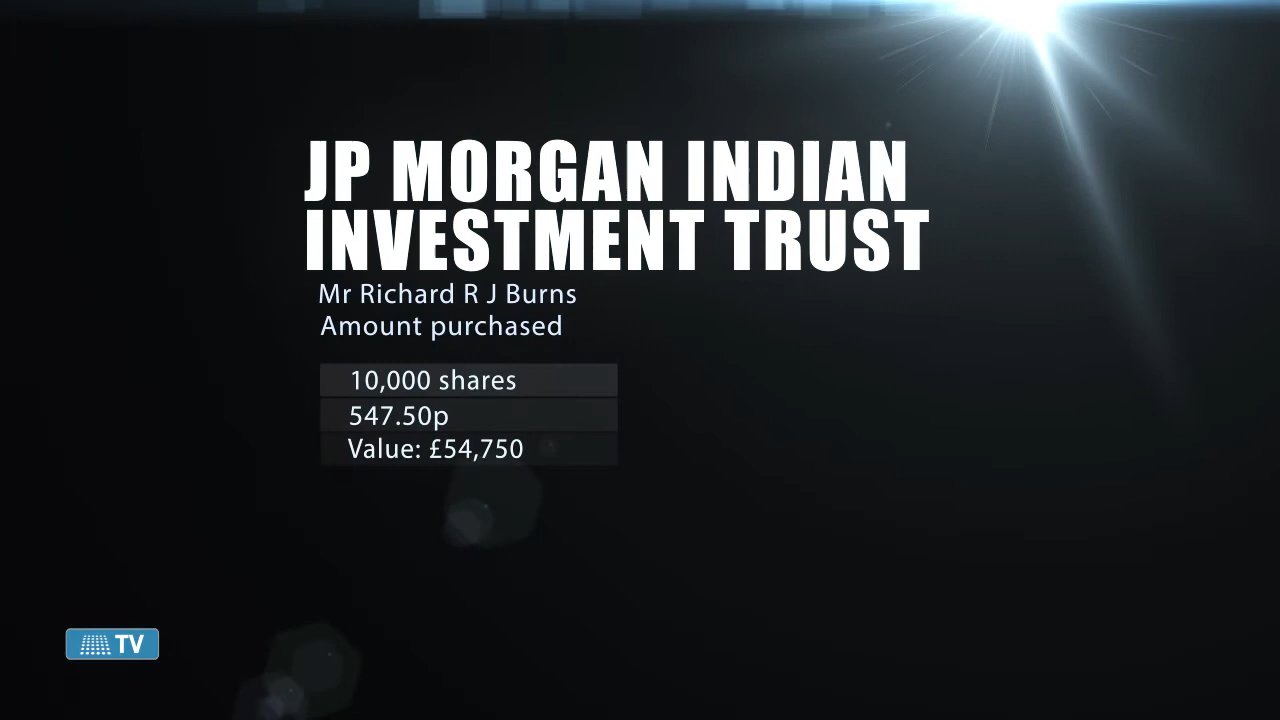 JP MORGAN INDIAN
INVESTMENT TRUST
Mr Richard R J Burns
Amount purchased
10,000 shares
547.50p
Value: £54,750
TV